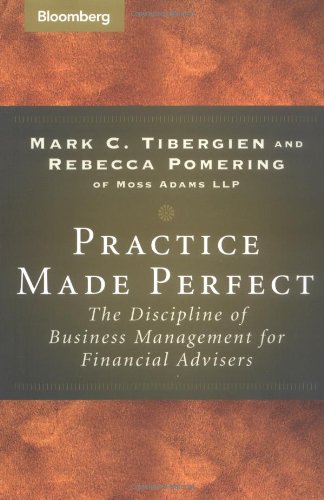 Bloomberg
Mark C. Tibergien and
Rebecca Pomering
of Moss Adams LLP
Practice
Made Perfect
The Discipline of
Business Management for
Financial Advisers